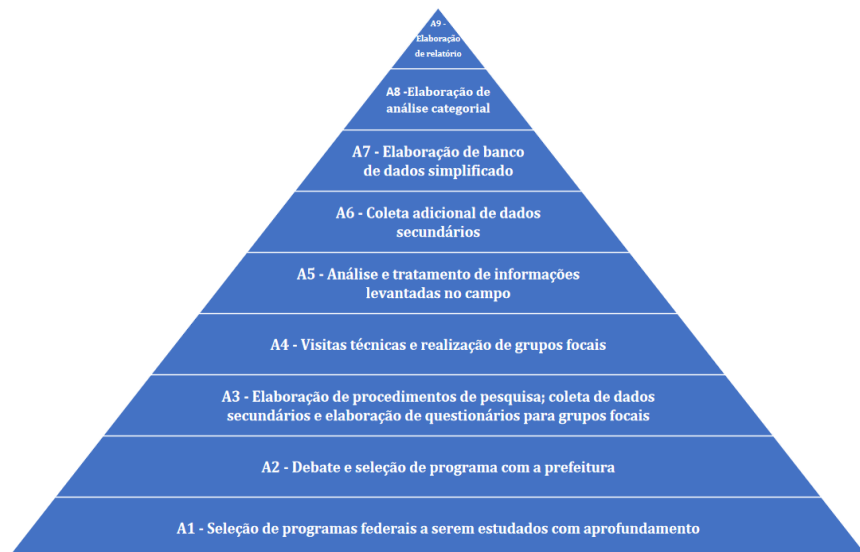 A9 -
Elaboração
de relatório
A8 -Elaboração de
análise categorial
A7 - Elaboração de banco
de dados simplificado
A6 - Coleta adicional de dados
secundários
A5 - Análise e tratamento de informações
levantadas no campo
A4 - Visitas técnicas e realização de grupos focais
A3 - Elaboração de procedimentos de pesquisa; coleta de dados
secundários e elaboração de questionários para grupos focais
A2 - Debate e seleção de programa com a prefeitura
A1 - Seleção de programas federais a serem estudados com aprofundamento